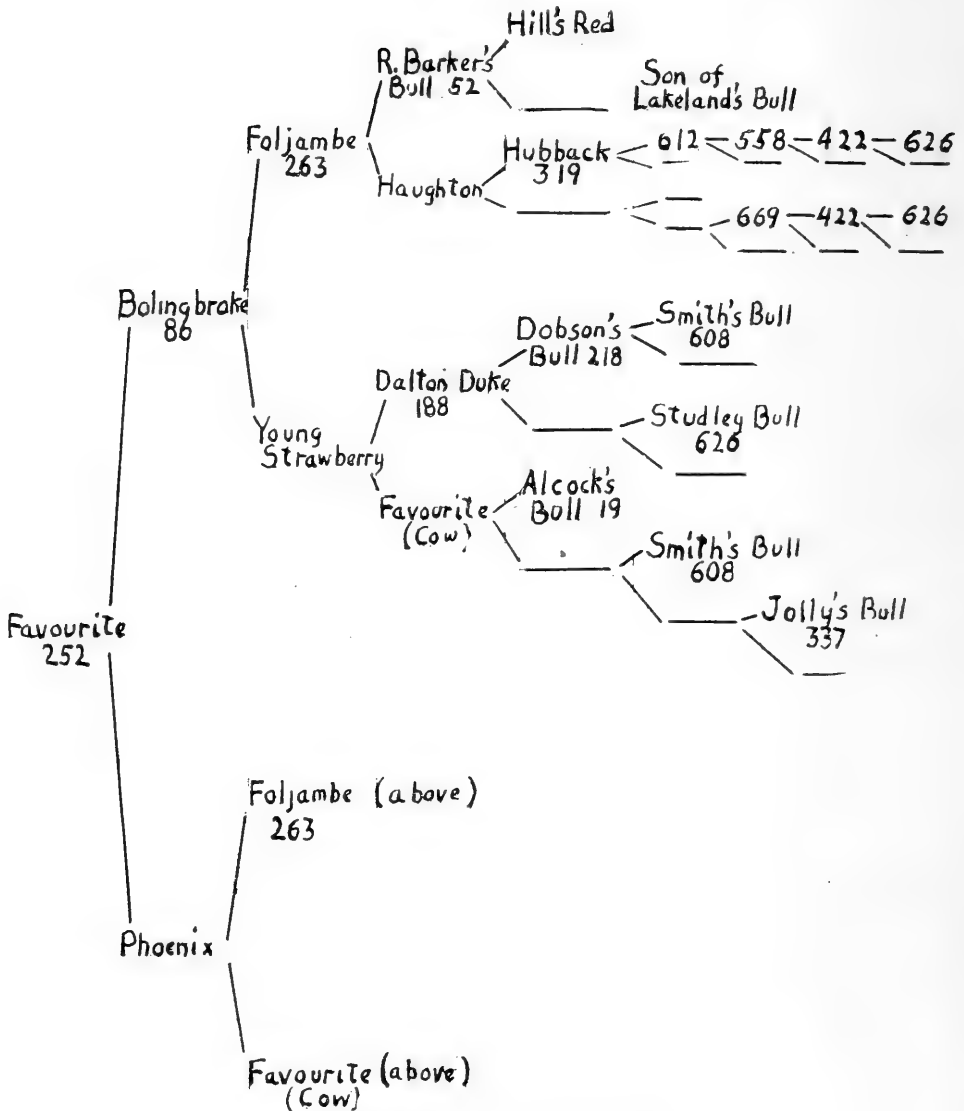 Hill's Red
R. Barker's
Bull 52
Son of
Lakeland's Bull
Foljambe
263
Hubback
319
612 — 558 — 422 — 626
Haughton
669 — 422 — 626
Bolingbroke
86
Dobson's
Bull 218
Smith's Bull
608
Dalton Duke
188
Studley Bull
626
Young
Strawberry
Alcock's
Bull 19
Favourite
(Cow)
Smith's Bull
608
Jolly's Bull
337
Favourite
252
Foljambe (above)
263
Phoenix
Favourite (above)
(Cow)